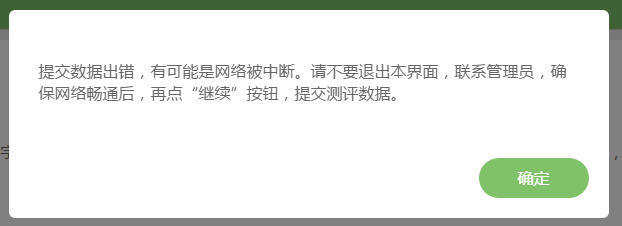 提交数据出错，有可能是网络被中断。请不要退出本界面，联系管理员，确
保网络畅通后，再点“继续”按钮，提交测评数据。
确定